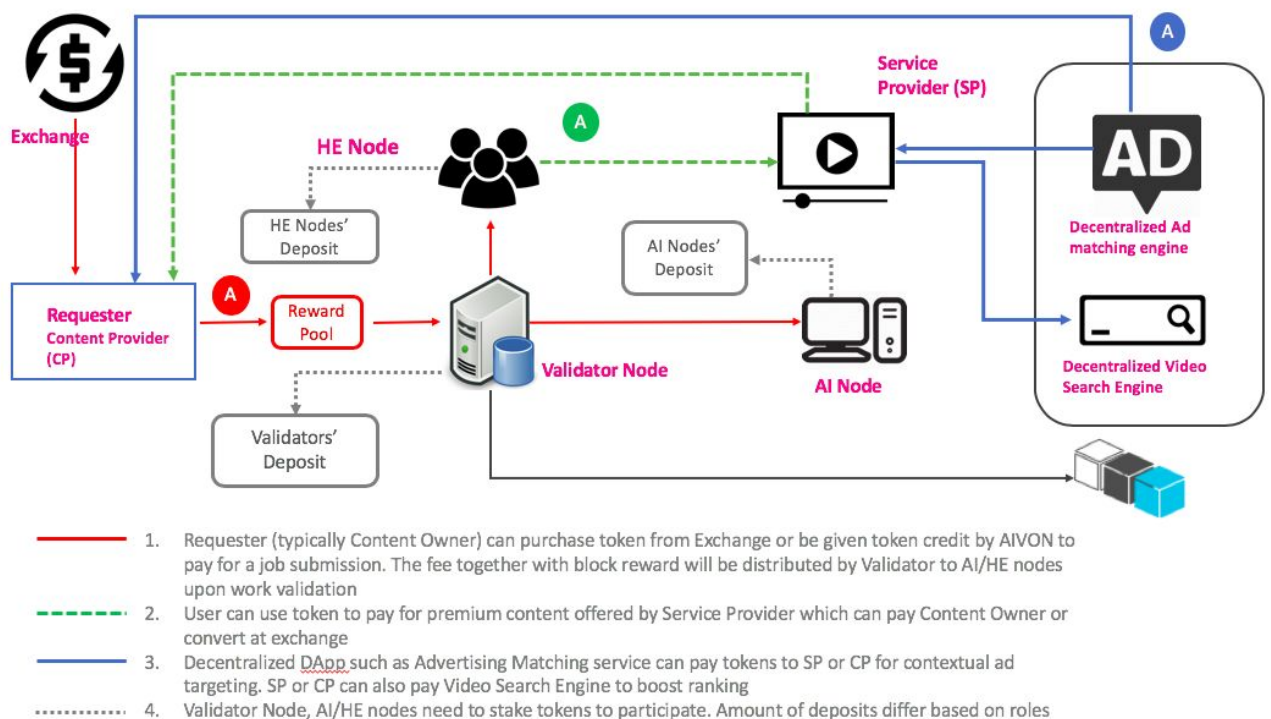 A
Service
Provider (SP)
Exchange
A
HE Node
AD
HE Nodes'
Deposit
AI Nodes'
Deposit
Decentralized Ad
matching engine
A
Requester
Content Provider
(CP)
Reward
Pool
Validator Node
AI Node
Decentralized Video
Search Engine
Validators'
Deposit
1. Requester (typically Content Owner) can purchase token from Exchange or be given token credit by AIVON to
pay for a job submission. The fee together with block reward will be distributed by Validator to AI/HE nodes
upon work validation
2. User can use token to pay for premium content offered by Service Provider which can pay Content Owner or
convert at exchange
3. Decentralized DApp such as Advertising Matching service can pay tokens to SP or CP for contextual ad
targeting. SP or CP can also pay Video Search Engine to boost ranking
4. Validator Node, AI/HE nodes need to stake tokens to participate. Amount of deposits differ based on roles